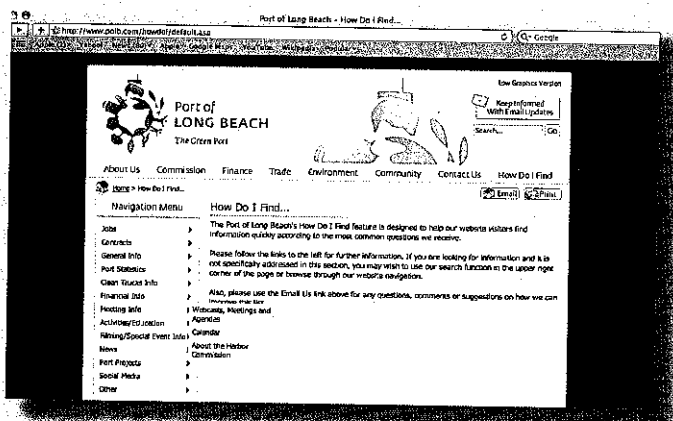 Port of Long Beach - How Do I Find...
http://www.polb.com/howdoi/default.asp
Google
Yahoo! Apple Google Maps YouTube Wikipedia Popular
Low Graphics Version
Port of
LONG BEACH
The Green Port
Keep Informed
With Email Updates
Search... Go
About Us Commission Finance Trade Environment Community Contact Us How Do I Find
Home > How Do I Find...
Email Print
Navigation Menu
How Do I Find...
The Port of Long Beach's How Do I Find feature is designed to help our website visitors find
information quickly according to the most common questions we receive.
Please follow the links to the left for further information. If you are looking for information and it is
not specifically addressed in this section, you may wish to use our search function in the upper right
corner of the page or browse through our website navigation.
Also, please use the Email Us link above for any questions, comments or suggestions on how we can
Jobs
Contracts
General Info
Port Statistics
Clean Trucks Info
Financial Info
Meeting Info
Activities/Education
Filming/Special Event Info
News
Port Projects
Social Media
Other
Webcasts, Meetings and
Agendas
Calendar
About the Harbor
Commission